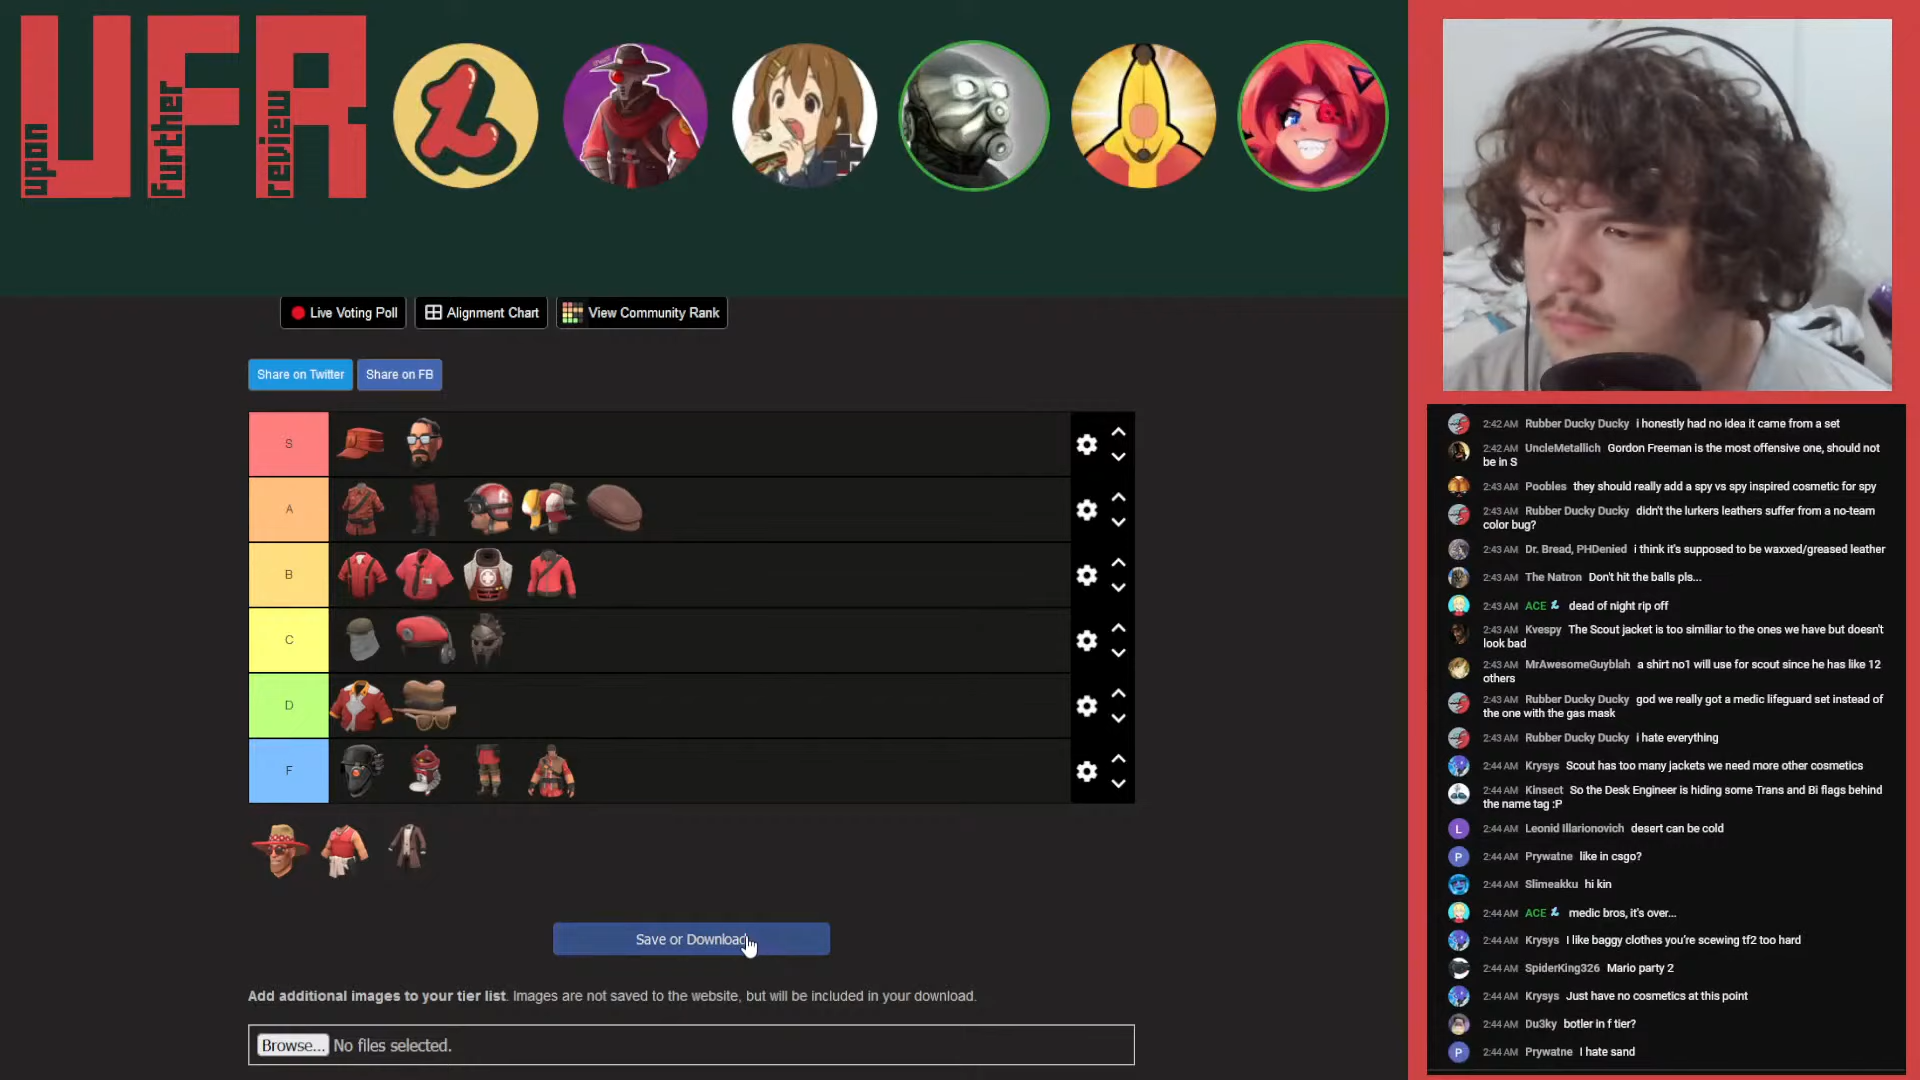 UFR
upon
further
review
Live Voting Poll
Alignment Chart
View Community Rank
Share on Twitter
Share on FB
S
A
B
C
D
F
Save or Download
Add additional images to your tier list. Images are not saved to the website, but will be included in your download.
Browse... No files selected.
2:42 AM Rubber Ducky Ducky i honestly had no idea it came from a set
2:42 AM UncleMetallich Gordon Freeman is the most offensive one, should not
be in S
2:43 AM Poobles they should really add a spy vs spy inspired cosmetic for spy
2:43 AM Rubber Ducky Ducky didn't the lurkers leathers suffer from a no-team
color bug?
2:43 AM Dr. Bread, PHDenied i think it's supposed to be waxxed/greased leather
2:43 AM The Natron Don't hit the balls pls...
2:43 AM ACE dead of night rip off
2:43 AM Kvespy The Scout jacket is too similiar to the ones we have but doesn't
look bad
2:43 AM MrAwesomeGuyblah a shirt no1 will use for scout since he has like 12
others
2:43 AM Rubber Ducky Ducky god we really got a medic lifeguard set instead of
the one with the gas mask
2:43 AM Rubber Ducky Ducky i hate everything
2:44 AM Krysys Scout has too many jackets we need more other cosmetics
2:44 AM Kinsect So the Desk Engineer is hiding some Trans and Bi flags behind
the name tag :P
L 2:44 AM Leonid Illarionovich desert can be cold
P 2:44 AM Prywatne like in csgo?
2:44 AM Slimeakku hi kin
2:44 AM ACE medic bros, it's over...
2:44 AM Krysys I like baggy clothes you're scewing tf2 too hard
2:44 AM SpiderKing326 Mario party 2
2:44 AM Krysys Just have no cosmetics at this point
2:44 AM Du3ky botler in f tier?
P 2:44 AM Prywatne I hate sand